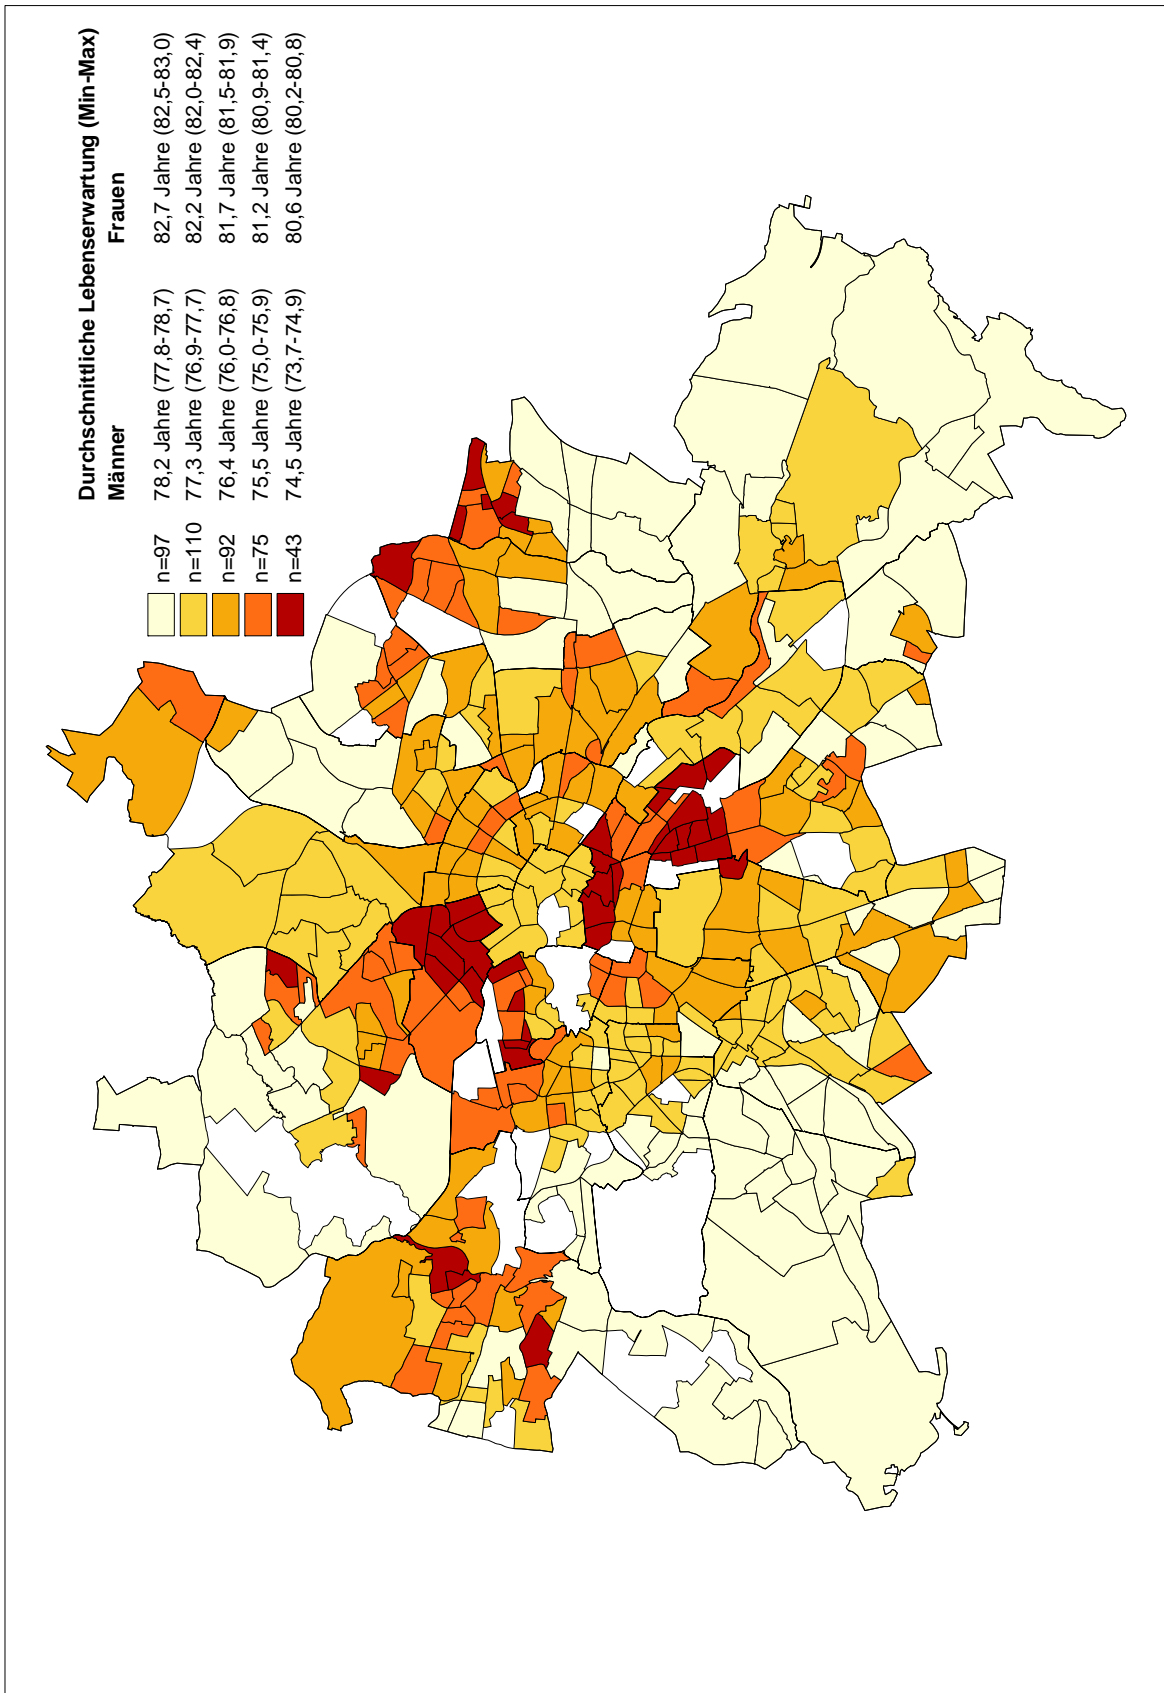 Durchschnittliche Lebenserwartung (Min-Max)
Männer Frauen
n=97 78,2 Jahre (77,8-78,7) 82,7 Jahre (82,5-83,0)
n=110 77,3 Jahre (76,9-77,7) 82,2 Jahre (82,0-82,4)
n=92 76,4 Jahre (76,0-76,8) 81,7 Jahre (81,5-81,9)
n=75 75,5 Jahre (75,0-75,9) 81,2 Jahre (80,9-81,4)
n=43 74,5 Jahre (73,7-74,9) 80,6 Jahre (80,2-80,8)